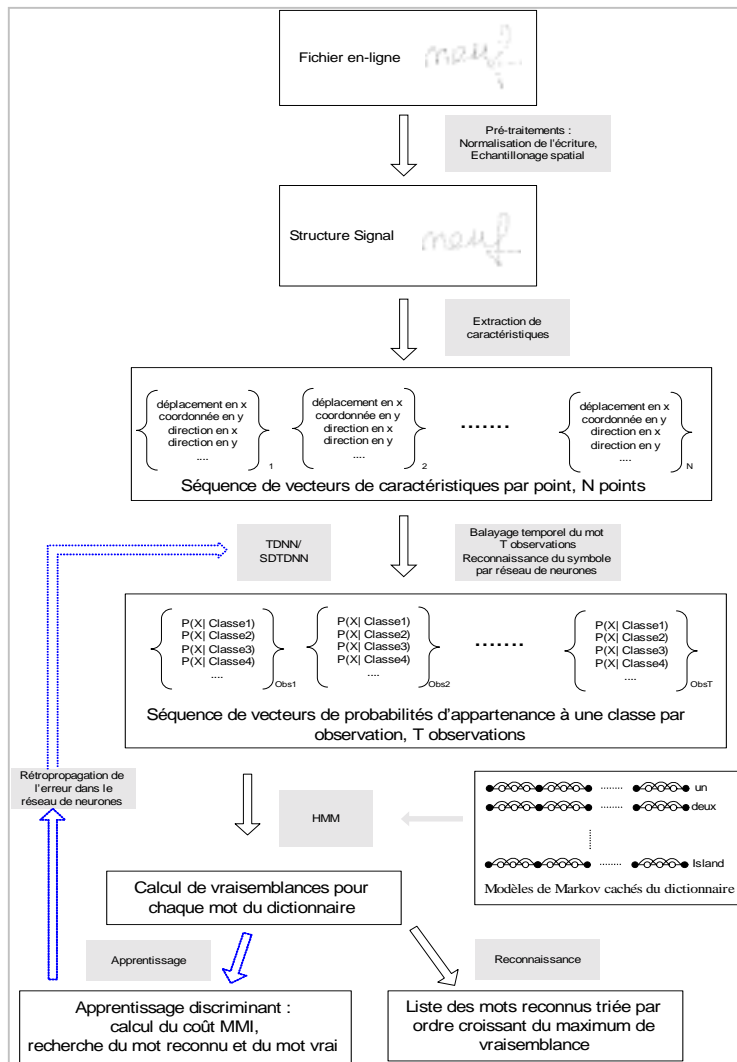 Fichier en-ligne
neuf
Pré-traitements :
Normalisation de l'écriture,
Echantillonage spatial
Structure Signal
neuf
Extraction de
caractéristiques
déplacement en x
coordonnée en y
direction en x
direction en y
....
1
déplacement en x
coordonnée en y
direction en x
direction en y
....
2
.......
déplacement en x
coordonnée en y
direction en x
direction en y
....
N
Séquence de vecteurs de caractéristiques par point, N points
TDNN/
SDTDNN
Balayage temporel du mot
T observations
Reconnaissance du symbole
par réseau de neurones
P(X| Classe1)
P(X| Classe2)
P(X| Classe3)
P(X| Classe4)
....
Obs1
P(X| Classe1)
P(X| Classe2)
P(X| Classe3)
P(X| Classe4)
....
Obs2
.......
P(X| Classe1)
P(X| Classe2)
P(X| Classe3)
P(X| Classe4)
....
ObsT
Séquence de vecteurs de probabilités d'appartenance à une classe par
observation, T observations
Rétropropagation de
l'erreur dans le
réseau de neurones
HMM
un
deux
Island
Modèles de Markov cachés du dictionnaire
Calcul de vraisemblances pour
chaque mot du dictionnaire
Apprentissage
Reconnaissance
Apprentissage discriminant :
calcul du coût MMI,
recherche du mot reconnu et du mot vrai
Liste des mots reconnus triée par
ordre croissant du maximum de
vraisemblance